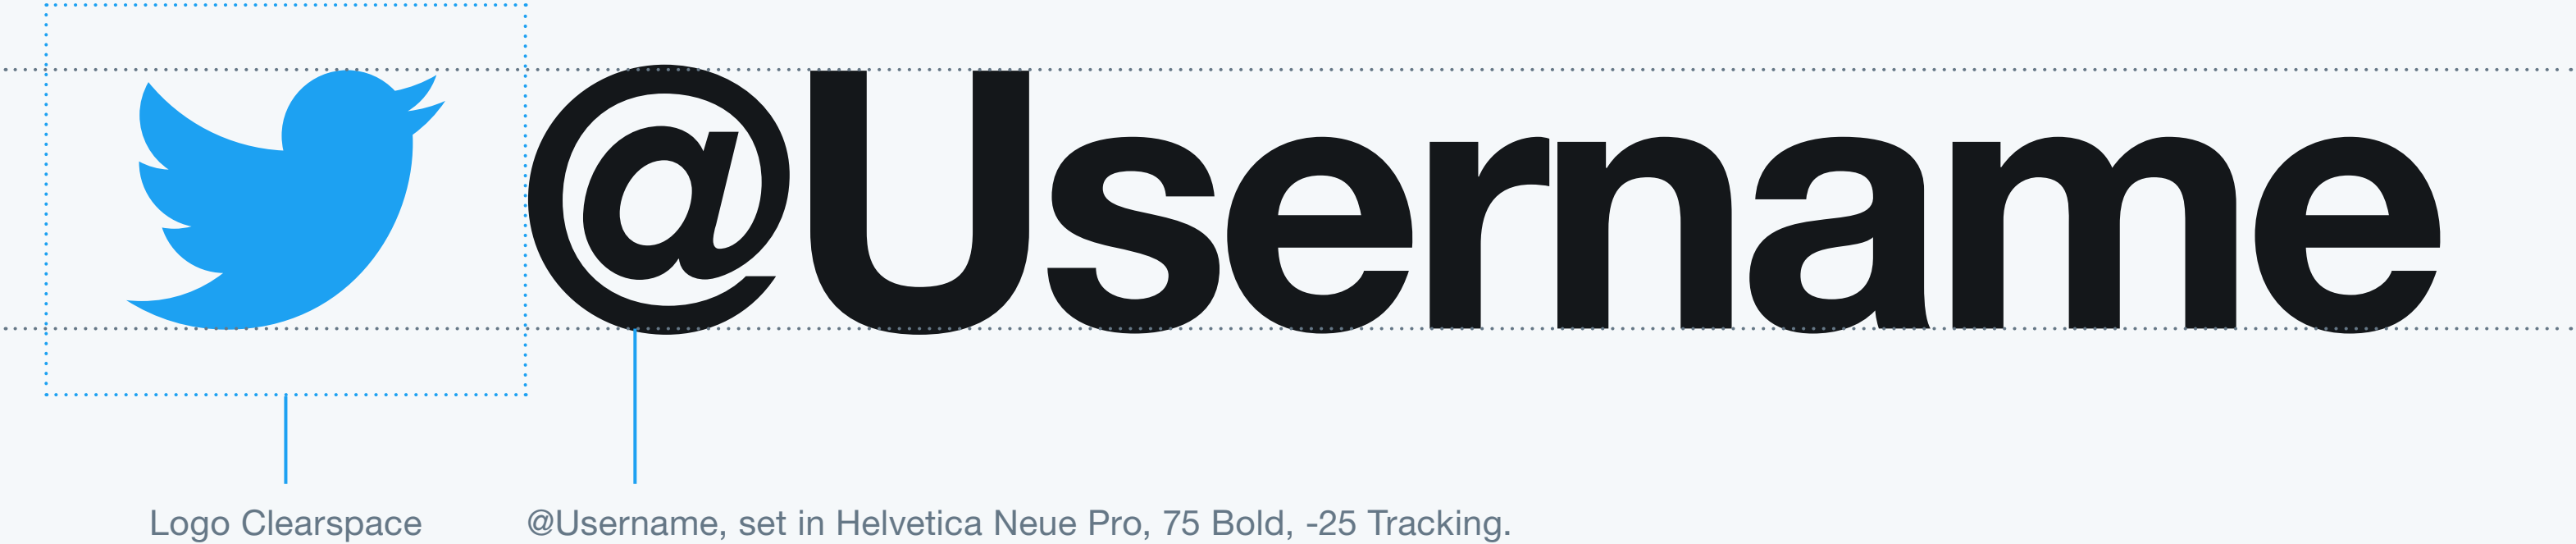 @Username
Logo Clearspace
@Username, set in Helvetica Neue Pro, 75 Bold, -25 Tracking.